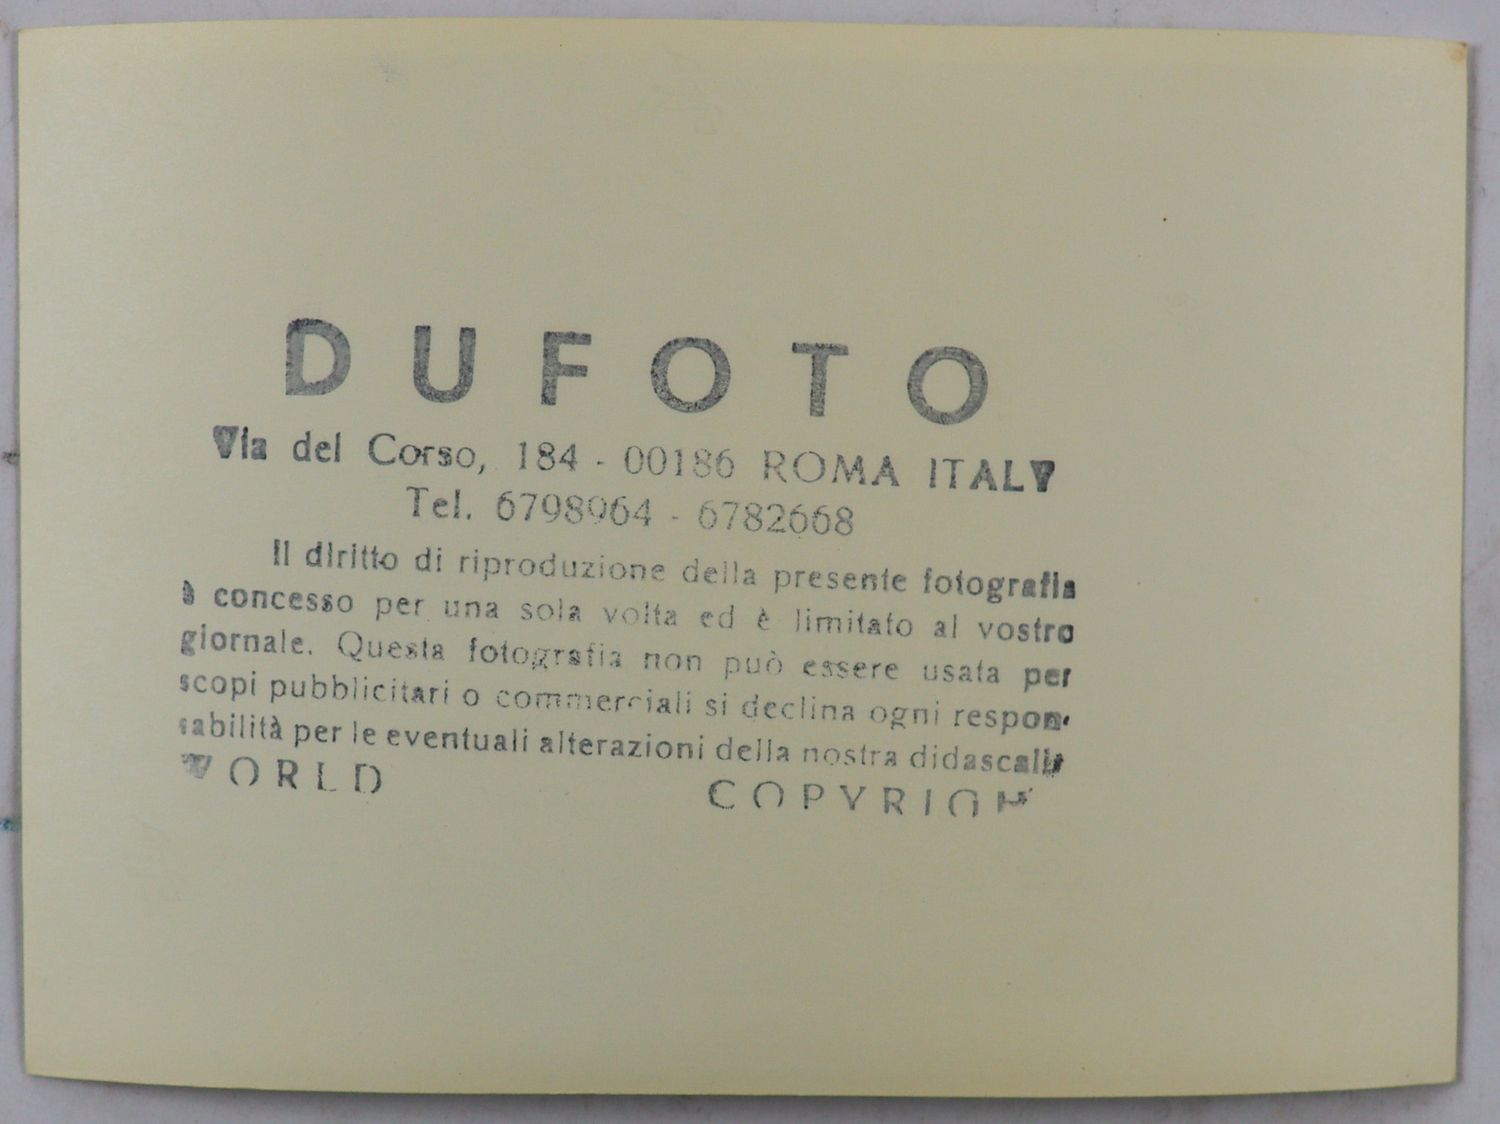 DUFOTO
Via del Corso, 184 - 00186 ROMA ITALY
Tel. 6798964 - 6782668
Il diritto di riproduzione della presente fotografia
è concesso per una sola volta ed è limitato al vostro
giornale. Questa fotografia non può essere usata per
scopi pubblicitari o commerciali si declina ogni respon-
sabilità per le eventuali alterazioni della nostra didascalia
WORLD COPYRIGH